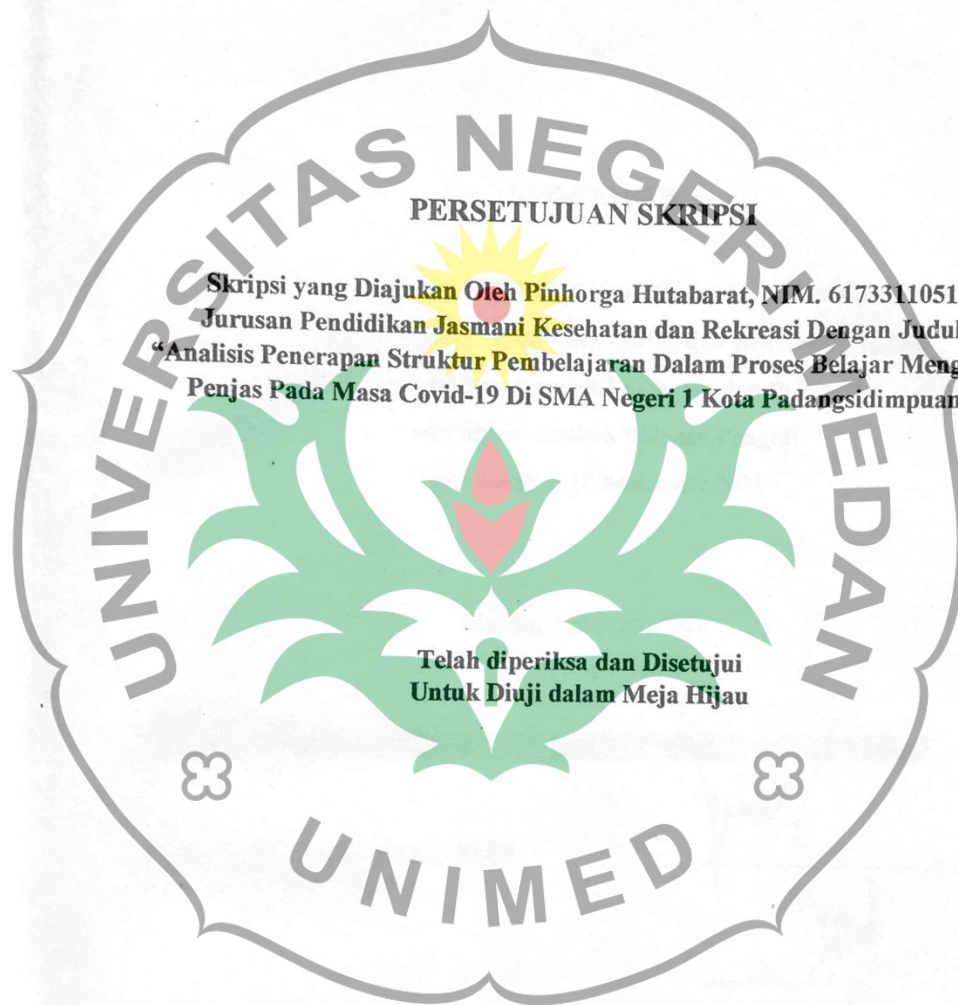 UNIVERSITAS NEGERI MEDAN
PERSETUJUAN SKRIPSI
Skripsi yang Diajukan Oleh Pinhorga Hutabarat, NIM. 6173311051
Jurusan Pendidikan Jasmani Kesehatan dan Rekreasi Dengan Judul
“Analisis Penerapan Struktur Pembelajaran Dalam Proses Belajar Meng
Penjas Pada Masa Covid-19 Di SMA Negeri 1 Kota Padangsidimpuan
Telah diperiksa dan Disetujui
Untuk Diuji dalam Meja Hijau
UNIMED